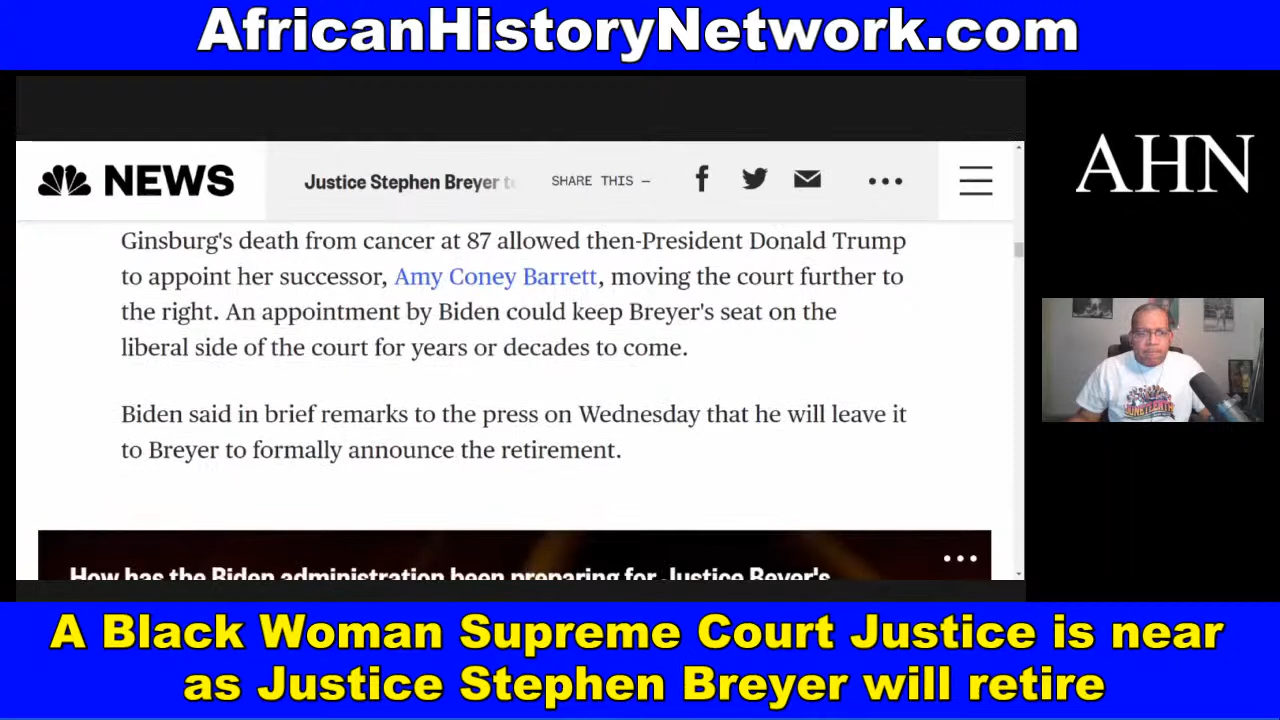 AfricanHistoryNetwork.com
NEWS
Justice Stephen Breyer
SHARE THIS –
AHN
Ginsburg's death from cancer at 87 allowed then-President Donald Trump
to appoint her successor, Amy Coney Barrett, moving the court further to
the right. An appointment by Biden could keep Breyer's seat on the
liberal side of the court for years or decades to come.
Biden said in brief remarks to the press on Wednesday that he will leave it
to Breyer to formally announce the retirement.
How has the Biden administration been preparing for Justice Beyer's
JUNETEENTH
A Black Woman Supreme Court Justice is near
as Justice Stephen Breyer will retire